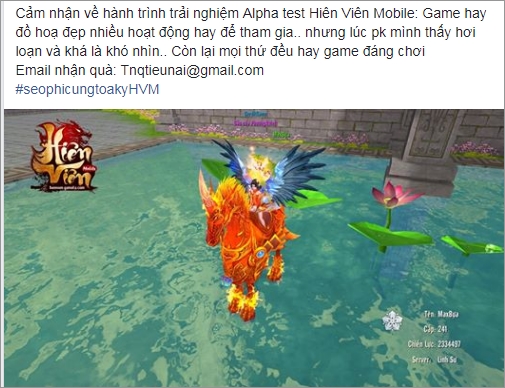 Cảm nhận về hành trình trải nghiệm Alpha test Hiên Viên Mobile: Game hay
đồ hoạ đẹp nhiều hoạt động hay để tham gia.. nhưng lúc pk mình thấy hơi
loạn và khá là khó nhìn.. Còn lại mọi thứ đều hay game đáng chơi
Email nhận quà: Tnqtieunai@gmail.com
#seophicungtoakyHVM
Hiên
Viên
Mobile
Tên: MaxBua
Cấp: 241
Chiến Lực: 2334497
Server: Linh Sư